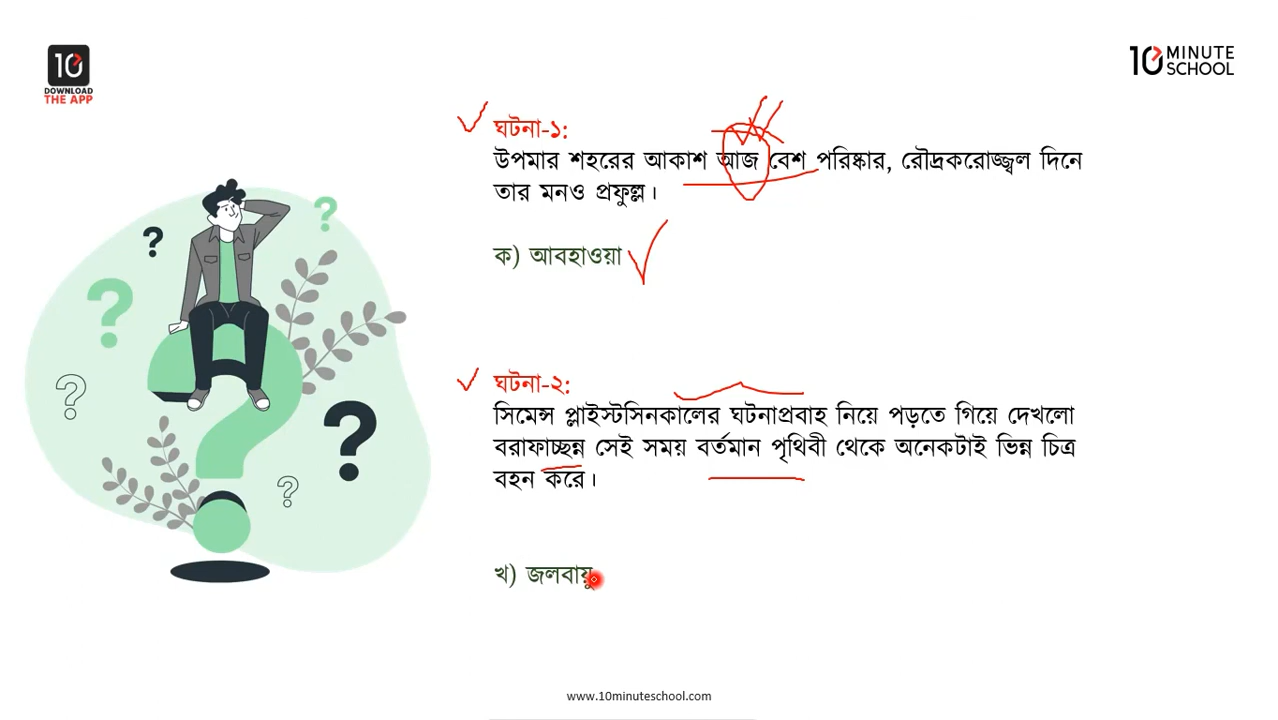 10
DOWNLOAD
THE APP
10 MINUTE
SCHOOL
ঘটনা-১:
উপমার শহরের আকাশ আজ বেশ পরিষ্কার, রৌদ্রকরোজ্জ্বল দিনে
তার মনও প্রফুল্ল।
ক) আবহাওয়া
ঘটনা-২:
সিমেন্স প্লাইস্টসিনকালের ঘটনাপ্রবাহ নিয়ে পড়তে গিয়ে দেখলো
বরাফাচ্ছন্ন সেই সময় বর্তমান পৃথিবী থেকে অনেকটাই ভিন্ন চিত্র
বহন করে।
খ) জলবায়ু
www.10minuteschool.com